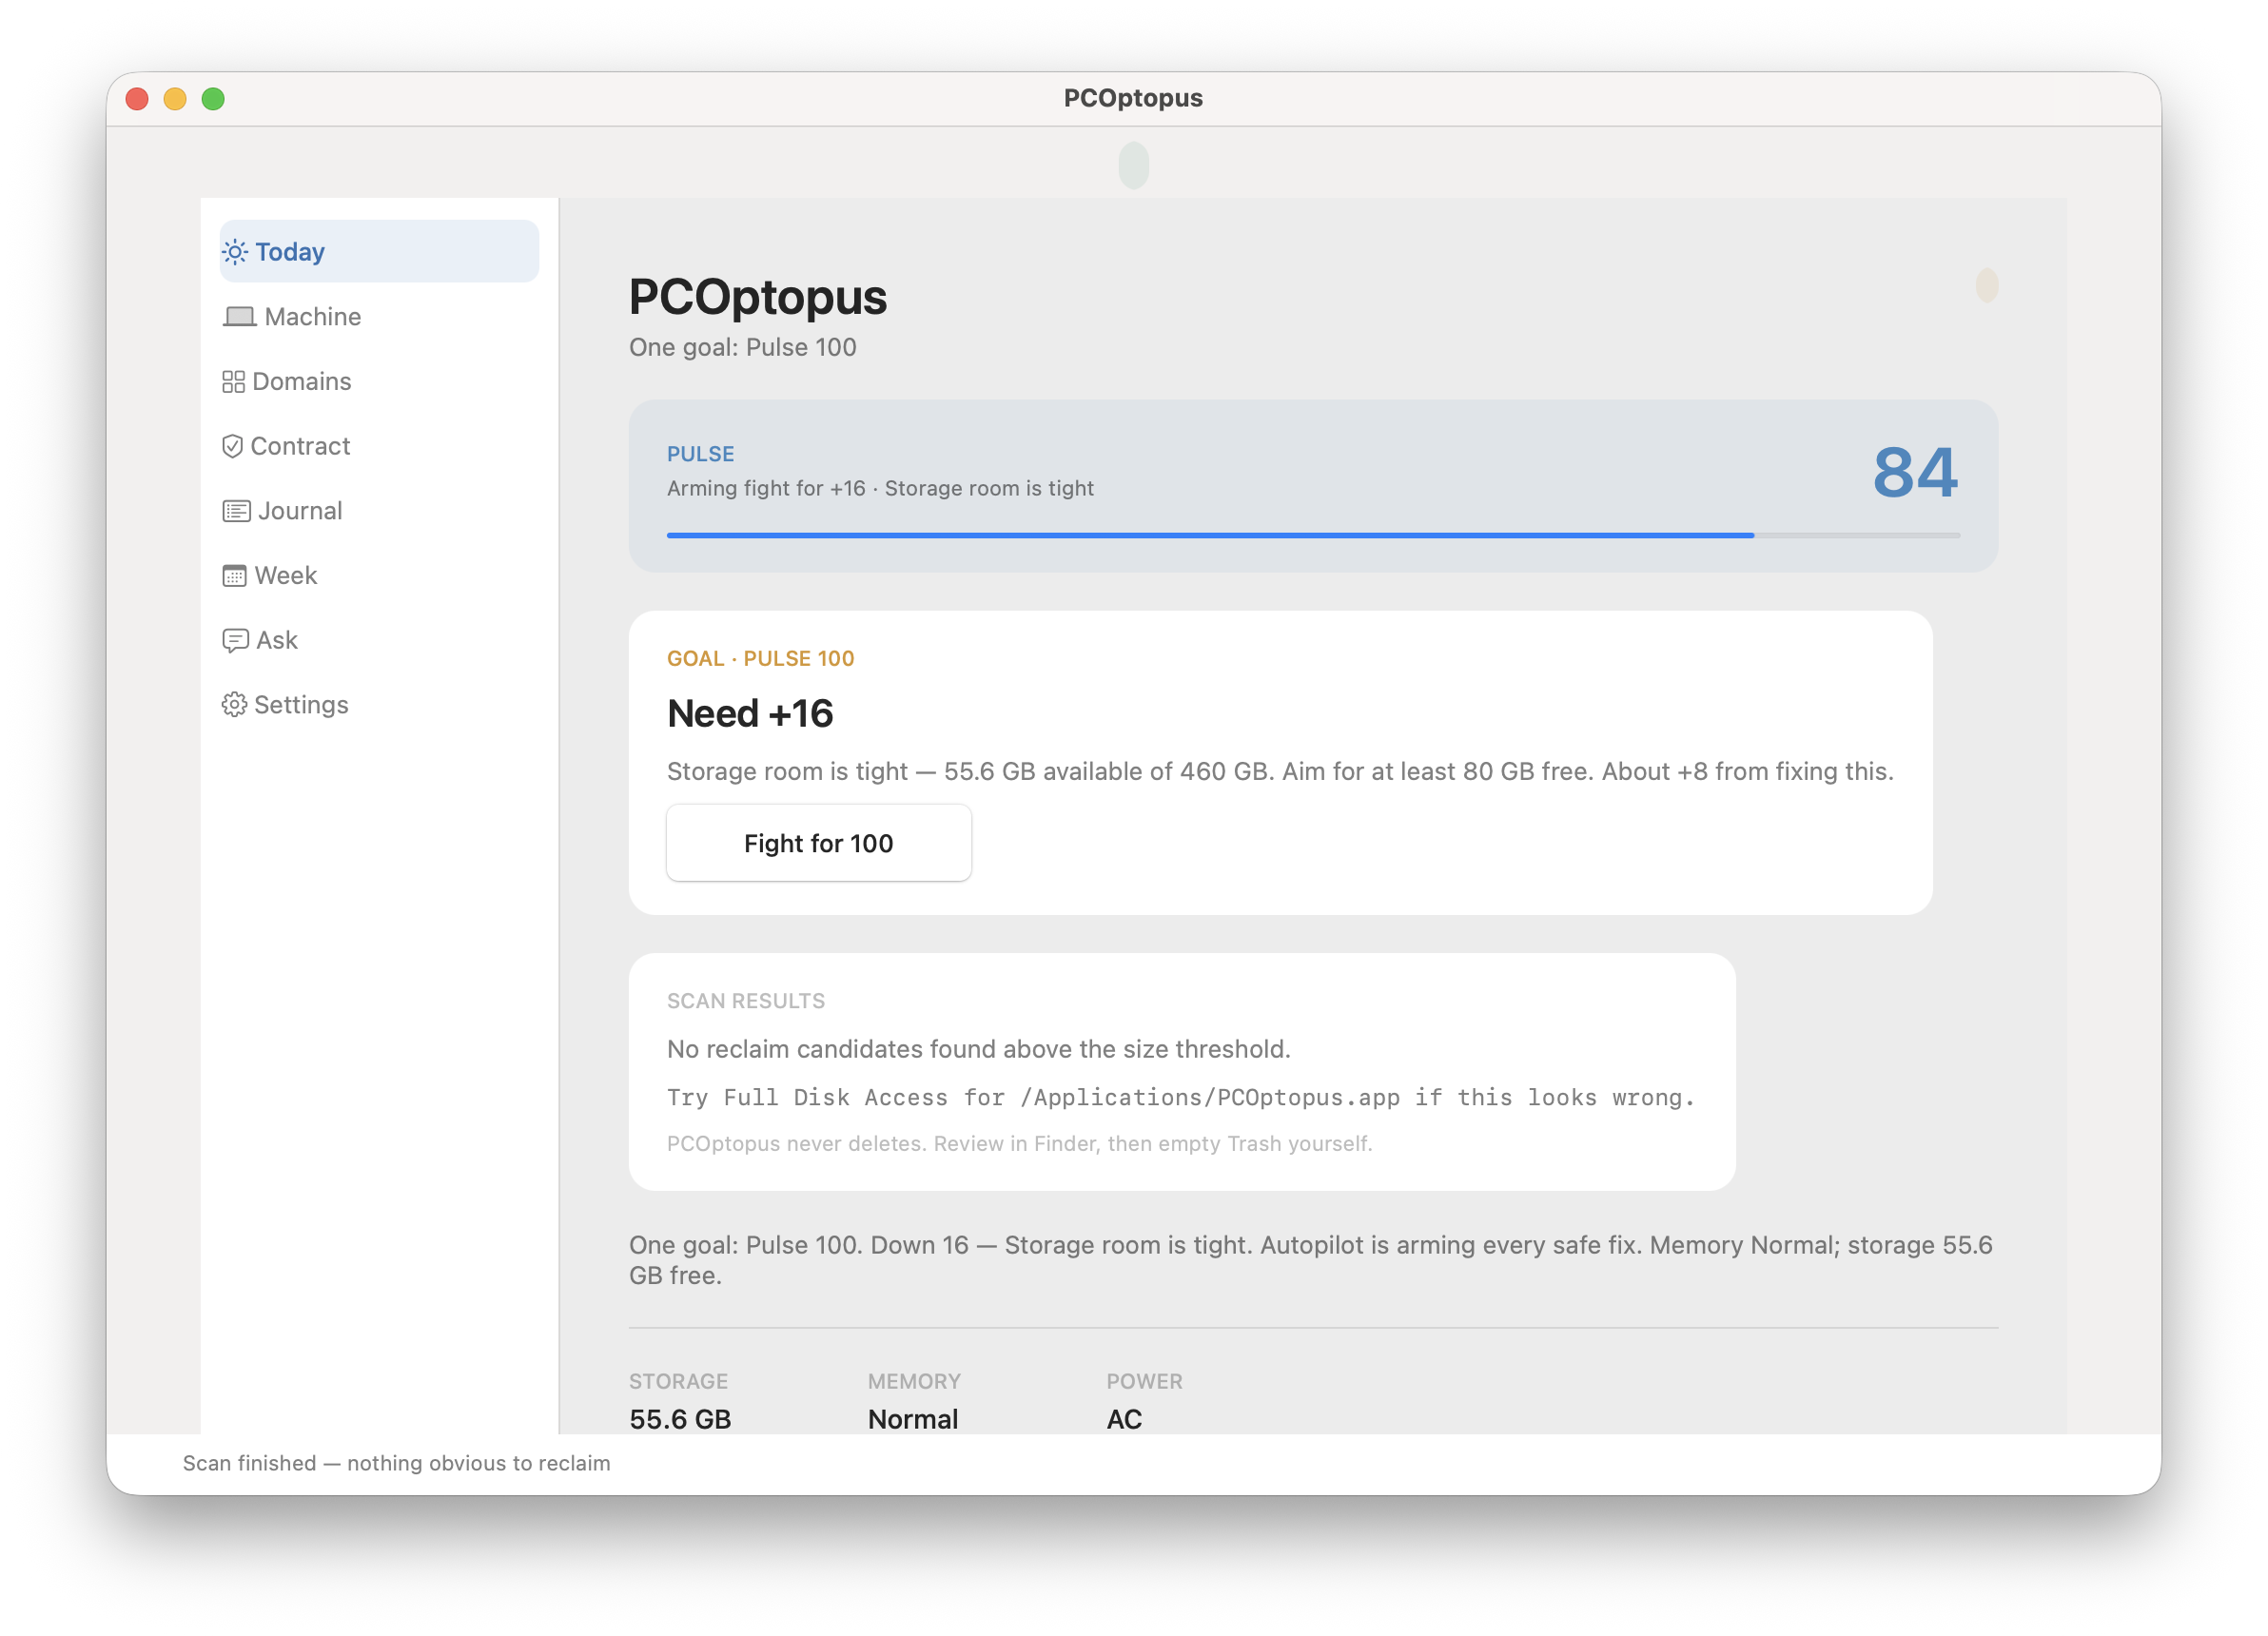 PCOptopus
Today
Machine
Domains
Contract
Journal
Week
Ask
Settings
PCOptopus
One goal: Pulse 100
PULSE
Arming fight for +16 · Storage room is tight
84
GOAL · PULSE 100
Need +16
Storage room is tight — 55.6 GB available of 460 GB. Aim for at least 80 GB free. About +8 from fixing this.
Fight for 100
SCAN RESULTS
No reclaim candidates found above the size threshold.
Try Full Disk Access for /Applications/PCOptopus.app if this looks wrong.
PCOptopus never deletes. Review in Finder, then empty Trash yourself.
One goal: Pulse 100. Down 16 — Storage room is tight. Autopilot is arming every safe fix. Memory Normal; storage 55.6
GB free.
STORAGE MEMORY POWER
55.6 GB Normal AC
Scan finished — nothing obvious to reclaim